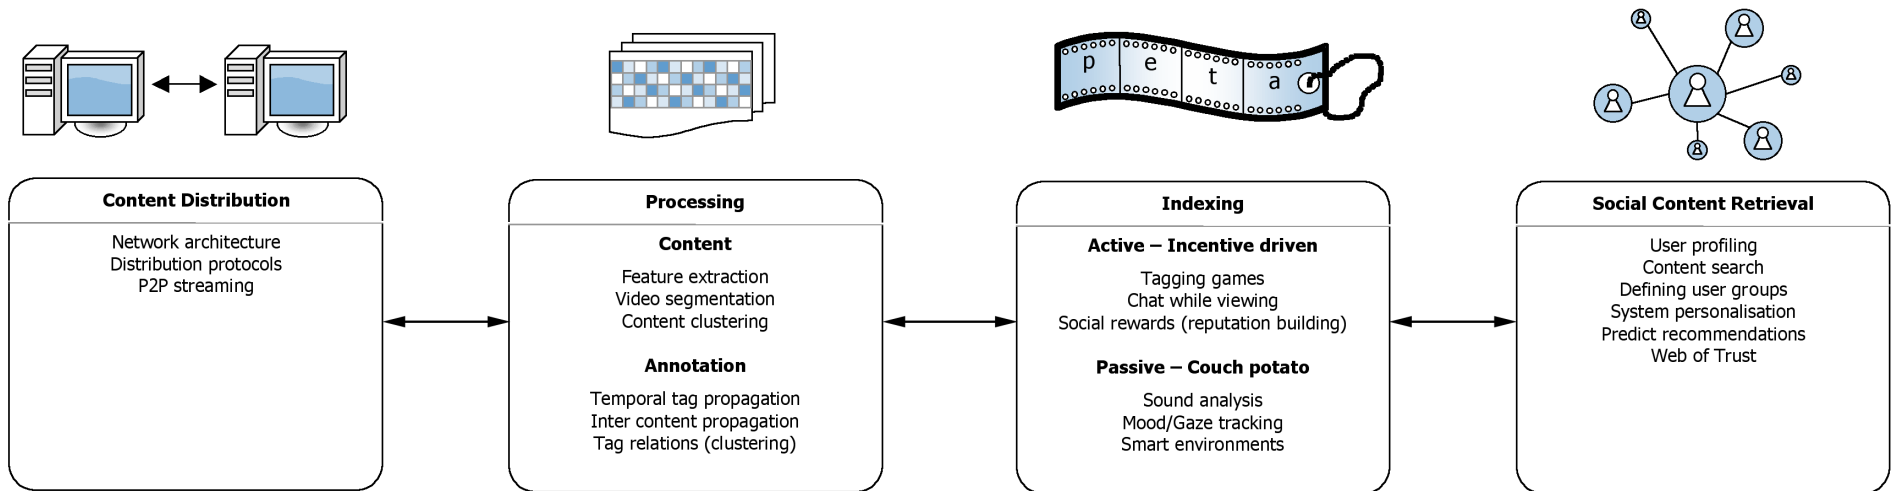 p e t a
Content Distribution
Network architecture
Distribution protocols
P2P streaming
Processing
Content
Feature extraction
Video segmentation
Content clustering
Annotation
Temporal tag propagation
Inter content propagation
Tag relations (clustering)
Indexing
Active – Incentive driven
Tagging games
Chat while viewing
Social rewards (reputation building)
Passive – Couch potato
Sound analysis
Mood/Gaze tracking
Smart environments
Social Content Retrieval
User profiling
Content search
Defining user groups
System personalisation
Predict recommendations
Web of Trust